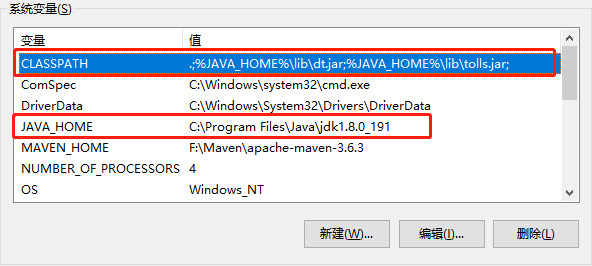 系统变量(S)
变量 值
CLASSPATH .;%JAVA_HOME%\lib\dt.jar;%JAVA_HOME%\lib\tolls.jar;
ComSpec C:\Windows\system32\cmd.exe
DriverData C:\Windows\System32\Drivers\DriverData
JAVA_HOME C:\Program Files\Java\jdk1.8.0_191
MAVEN_HOME F:\Maven\apache-maven-3.6.3
NUMBER_OF_PROCESSORS 4
OS Windows_NT
新建(W)... 编辑(I)... 删除(L)